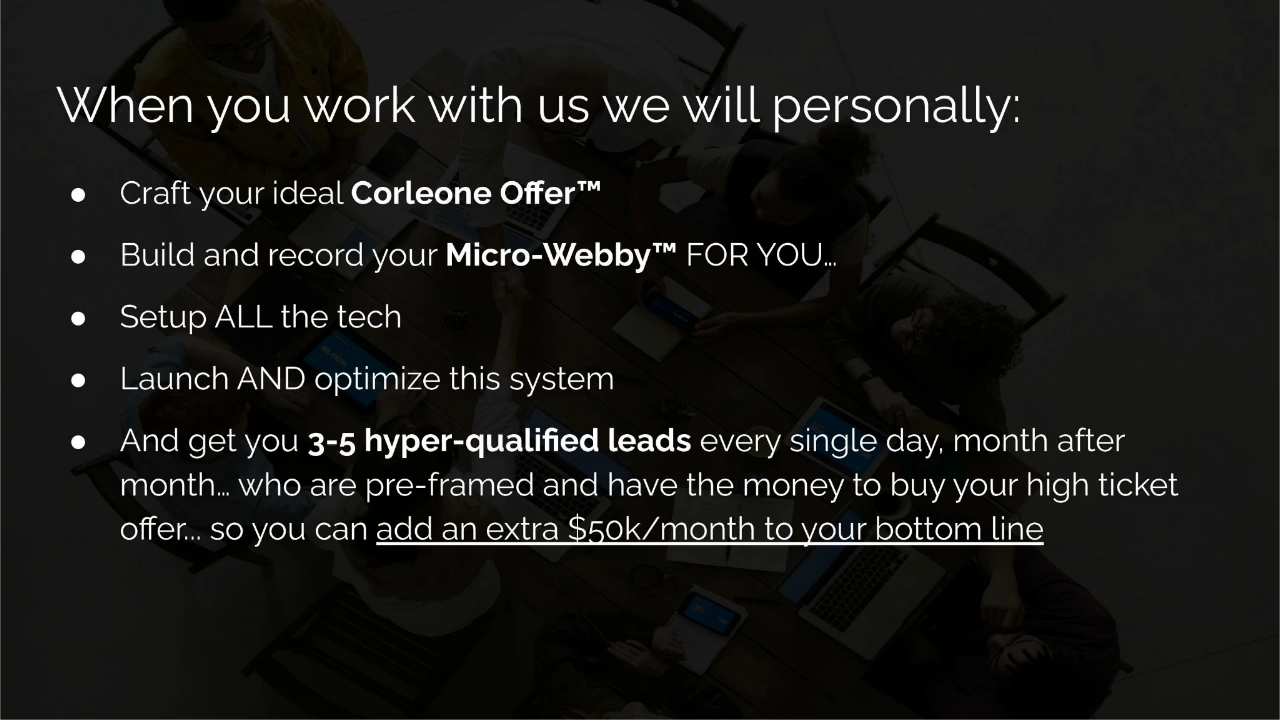 When you work with us we will personally:
● Craft your ideal Corleone Offer™
● Build and record your Micro-Webby™ FOR YOU...
● Setup ALL the tech
● Launch AND optimize this system
● And get you 3-5 hyper-qualified leads every single day, month after
month... who are pre-framed and have the money to buy your high ticket
offer... so you can add an extra $50k/month to your bottom line